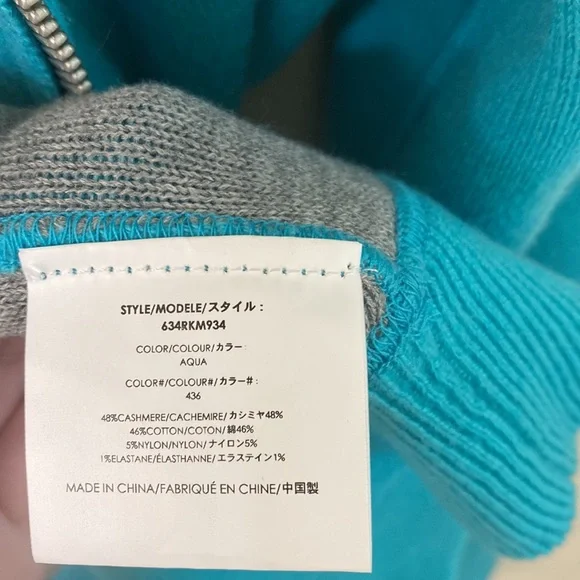 STYLE/MODELE/スタイル :
634RKM934
COLOR/COLOUR/カラー :
AQUA
COLOR#/COLOUR#/カラー# :
436
48%CASHMERE/CACHEMIRE/カシミヤ48%
46%COTTON/COTON/綿46%
5%NYLON/NYLON/ナイロン5%
1%ELASTANE/ÉLASTHANNE/エラステイン1%
MADE IN CHINA/FABRIQUÉ EN CHINE/中国製